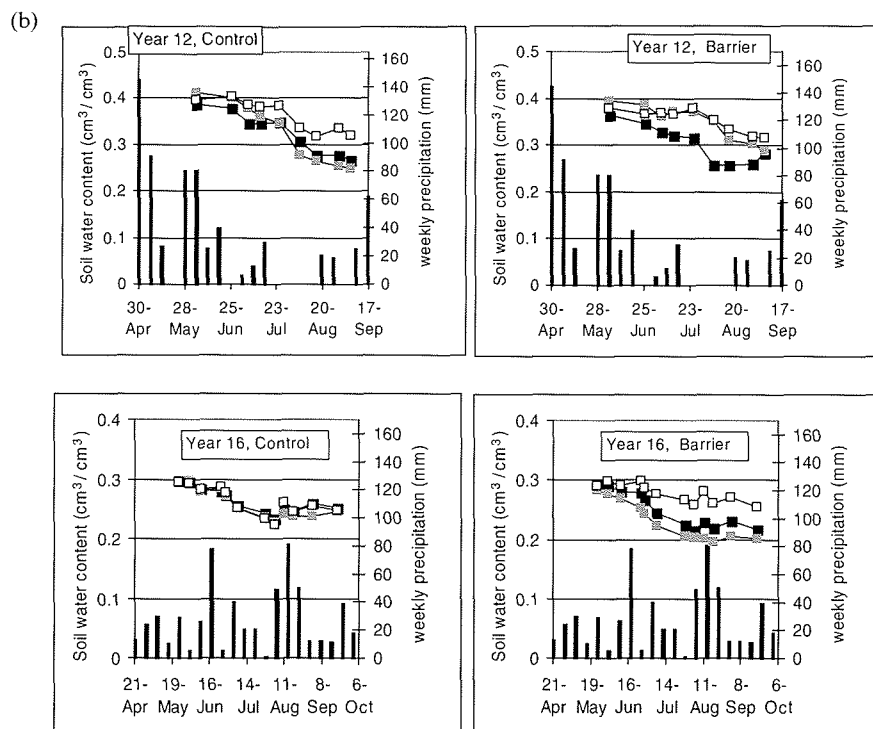 (b)
Year 12, Control
Soil water content (cm³/ cm³)
0.5
0.4
0.3
0.2
0.1
0
160
140
120
100
80
60
40
20
0
weekly precipitation (mm)
30- 28- 25- 23- 20- 17-
Apr May Jun Jul Aug Sep
Year 12, Barrier
Soil water content (cm³/ cm³)
0.5
0.4
0.3
0.2
0.1
0
160
140
120
100
80
60
40
20
0
weekly precipitation (mm)
30- 28- 25- 23- 20- 17-
Apr May Jun Jul Aug Sep
Year 16, Control
Soil water content (cm³/ cm³)
0.4
0.3
0.2
0.1
0
160
140
120
100
80
60
40
20
0
weekly precipitation (mm)
21- 19- 16- 14- 11- 8- 6-
Apr May Jun Jul Aug Sep Oct
Year 16, Barrier
Soil water content (cm³/ cm³)
0.4
0.3
0.2
0.1
0
160
140
120
100
80
60
40
20
0
weekly precipitation (mm)
21- 19- 16- 14- 11- 8- 6-
Apr May Jun Jul Aug Sep Oct